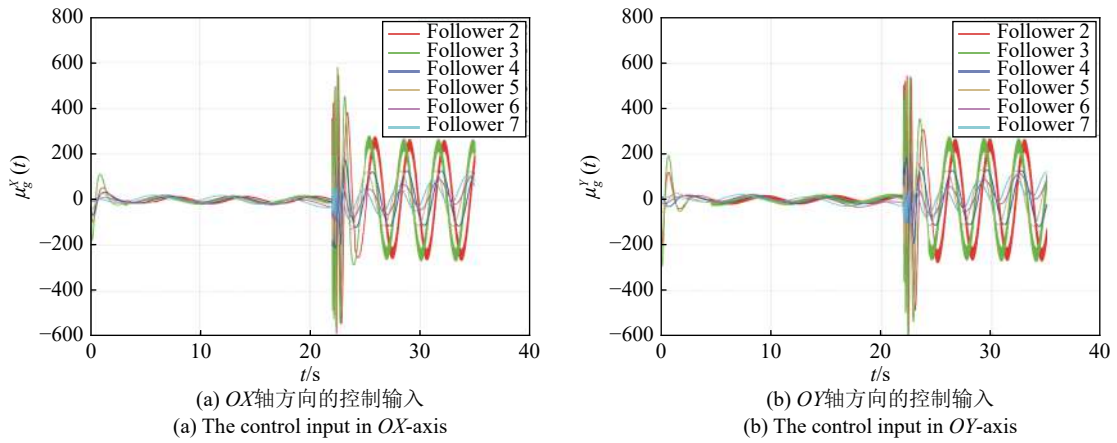 800
600
400
200
0
−200
−400
−600
0
10
20
30
40
μ_g^X (t)
t/s
Follower 2
Follower 3
Follower 4
Follower 5
Follower 6
Follower 7
(a) OX轴方向的控制输入
(a) The control input in OX-axis
800
600
400
200
0
−200
−400
−600
0
10
20
30
40
μ_g^Y (t)
t/s
Follower 2
Follower 3
Follower 4
Follower 5
Follower 6
Follower 7
(b) OY轴方向的控制输入
(b) The control input in OY-axis